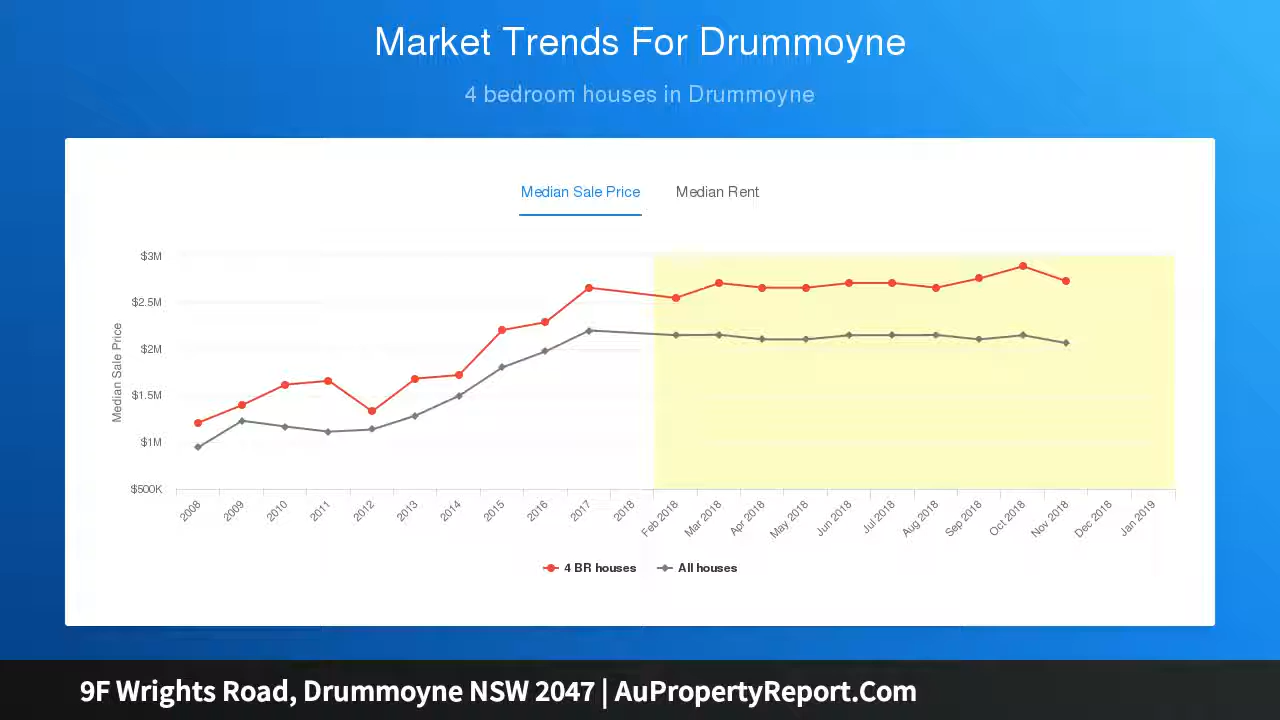 Market Trends For Drummoyne
4 bedroom houses in Drummoyne
Median Sale Price
Median Rent
Median Sale Price
$3M
$2.5M
$2M
$1.5M
$1M
$500K
2008
2009
2010
2011
2012
2013
2014
2015
2016
2017
2018
Feb 2018
Mar 2018
Apr 2018
May 2018
Jun 2018
Jul 2018
Aug 2018
Sep 2018
Oct 2018
Nov 2018
Dec 2018
Jan 2019
4 BR houses
All houses
9F Wrights Road, Drummoyne NSW 2047 | AuPropertyReport.Com